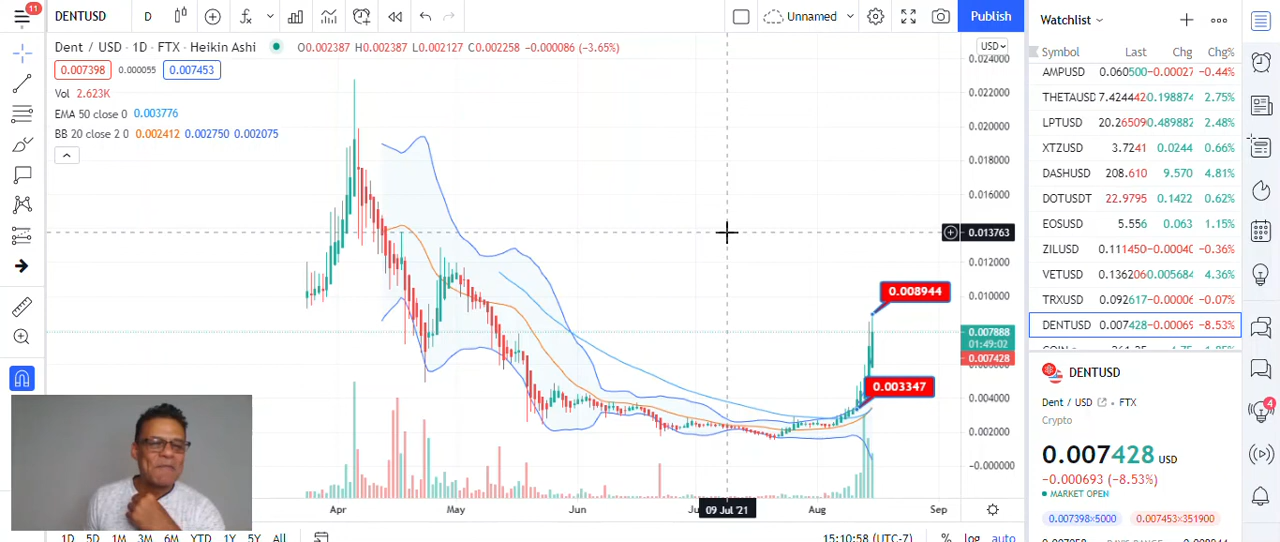 11
DENTUSD
D
Unnamed
Publish
Dent / USD · 1D · FTX · Heikin Ashi
O0.002387 H0.002387 L0.002127 C0.002258 -0.000086 (-3.65%)
0.007398
0.000055
0.007453
Vol 2.623K
EMA 50 close 0 0.003776
BB 20 close 2 0 0.002412 0.002750 0.002075
USD
0.024000
0.022000
0.020000
0.018000
0.016000
0.013763
0.012000
0.010000
0.007888
01:49:02
0.007428
0.004000
0.002000
-0.000000
0.008944
0.003347
Apr
May
Jun
09 Jul '21
Aug
Sep
1D 5D 1M 3M 6M YTD 1Y 5Y All
15:10:58 (UTC-7)
%
log
auto
Watchlist
Symbol Last Chg Chg%
AMPUSD 0.060500 -0.00027 -0.44%
THETAUSD 7.424442 0.198874 2.75%
LPTUSD 20.26509 0.489882 2.48%
XTZUSD 3.7241 0.0244 0.66%
DASHUSD 208.610 9.570 4.81%
DOTUSDT 22.9795 0.1422 0.62%
EOSUSD 5.556 0.063 1.15%
ZILUSD 0.111450 -0.00040 -0.36%
VETUSD 0.136206 0.005684 4.36%
TRXUSD 0.092617 -0.00006 -0.07%
DENTUSD 0.007428 -0.00069 -8.53%
DENTUSD
Dent / USD · FTX
Crypto
0.007428 USD
-0.000693 (-8.53%)
MARKET OPEN
0.007398×5000
0.007453×351900
4